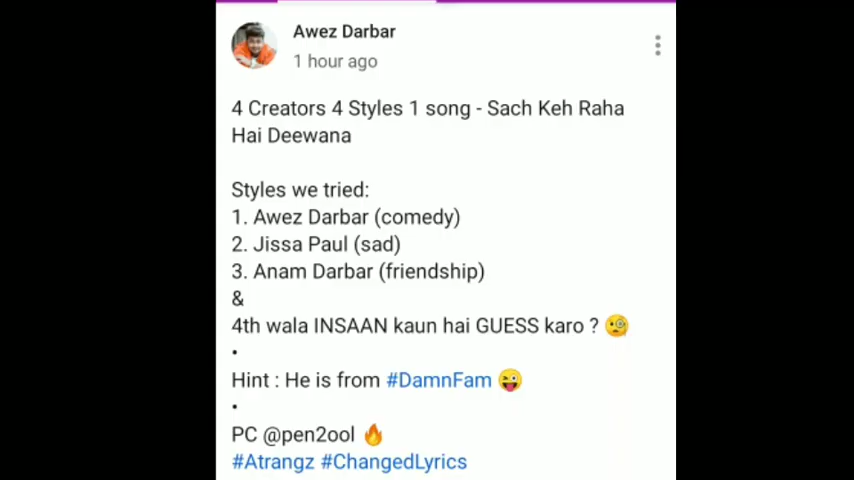 Awez Darbar
1 hour ago
4 Creators 4 Styles 1 song - Sach Keh Raha
Hai Deewana
Styles we tried:
1. Awez Darbar (comedy)
2. Jissa Paul (sad)
3. Anam Darbar (friendship)
&
4th wala INSAAN kaun hai GUESS karo ? 🧐
•
Hint : He is from #DamnFam 😜
•
PC @pen2ool 🔥
#Atrangz #ChangedLyrics